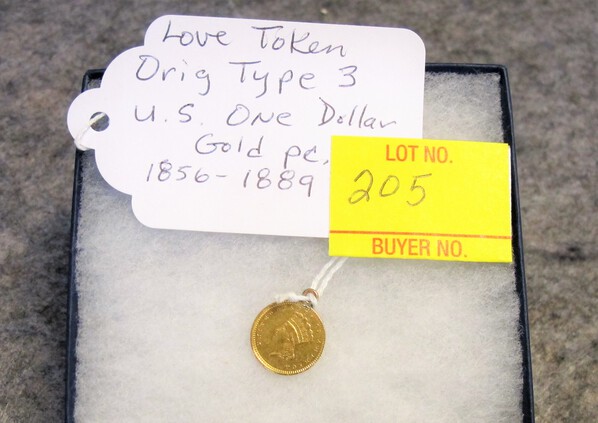 Love Token
Orig Type 3
U.S. One Dollar
Gold pc.
1856-1889
LOT NO.
205
BUYER NO.